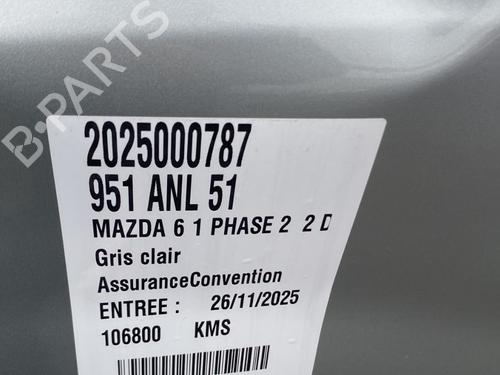 B-PARTS
2025000787
951 ANL 51
MAZDA 6 1 PHASE 2 2 D
Gris clair
AssuranceConvention
ENTREE : 26/11/2025
106800 KMS